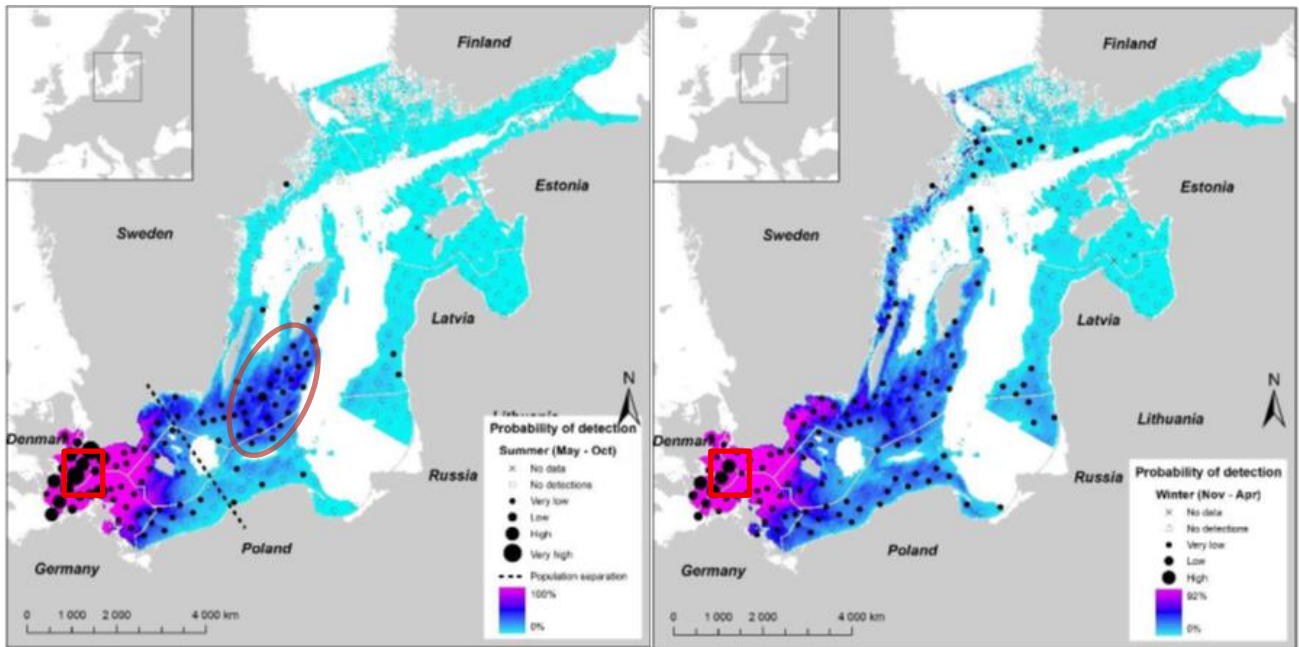 Finland
Estonia
Sweden
Latvia
N
Lithuania
Denmark
Russia
Poland
Germany
0 1 000 2 000 4 000 km
Probability of detection
Summer (May - Oct)
No data
No detections
Very low
Low
High
Very high
Population separation
100%
0%
Finland
Estonia
Sweden
Latvia
N
Lithuania
Denmark
Russia
Poland
Germany
0 1 000 2 000 4 000 km
Probability of detection
Winter (Nov - Apr)
No data
No detections
Very low
Low
High
92%
0%